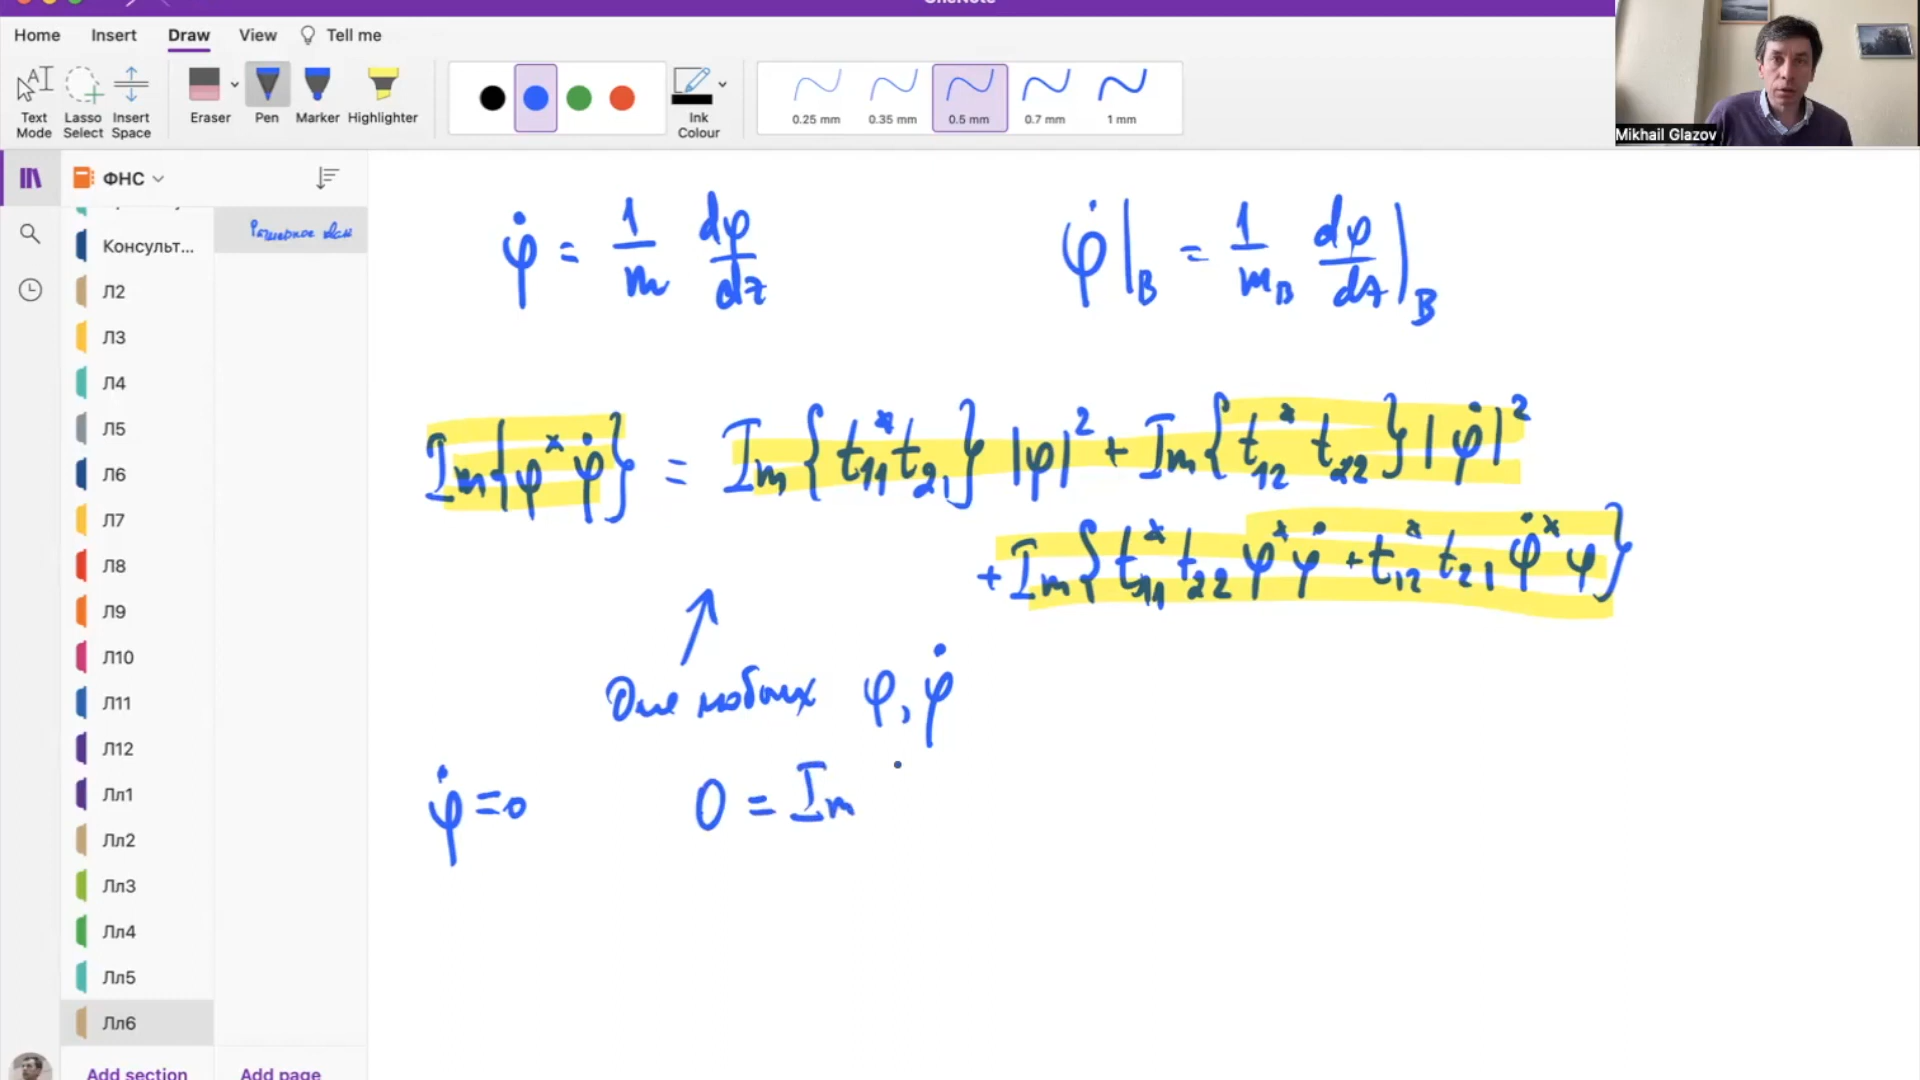 OneNote
Home Insert Draw View Tell me
Text Mode Lasso Select Insert Space Eraser Pen Marker Highlighter Ink Colour 0.25 mm 0.35 mm 0.5 mm 0.7 mm 1 mm
Mikhail Glazov
ФНС
Консульт...
Л2
Л3
Л4
Л5
Л6
Л7
Л8
Л9
Л10
Л11
Л12
Лл1
Лл2
Лл3
Лл4
Лл5
Лл6
Add section Add page
φ̇ = 1/m dφ/dz φ̇|_B = 1/m_B dφ/dz|_B
Im{φ* φ̇} = Im{t₁₁* t₂₁}|φ|² + Im{t₁₂* t₂₂}|φ̇|²
+ Im{t₁₁* t₂₂ φ* φ̇ + t₁₂* t₂₁ φ̇* φ}
Для любых φ, φ̇
φ̇ = 0 0 = Im